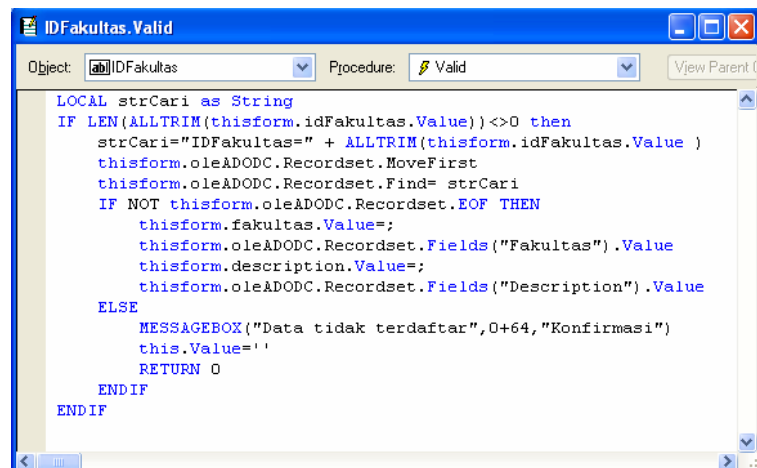 IDFakultas.Valid
Object: abl IDFakultas Procedure: Valid View Parent
LOCAL strCari as String
IF LEN(ALLTRIM(thisform.idFakultas.Value))<>0 then
strCari="IDFakultas=" + ALLTRIM(thisform.idFakultas.Value )
thisform.oleADODC.Recordset.MoveFirst
thisform.oleADODC.Recordset.Find= strCari
IF NOT thisform.oleADODC.Recordset.EOF THEN
thisform.fakultas.Value=;
thisform.oleADODC.Recordset.Fields("Fakultas").Value
thisform.description.Value=;
thisform.oleADODC.Recordset.Fields("Description").Value
ELSE
MESSAGEBOX("Data tidak terdaftar",0+64,"Konfirmasi")
this.Value=''
RETURN 0
ENDIF
ENDIF